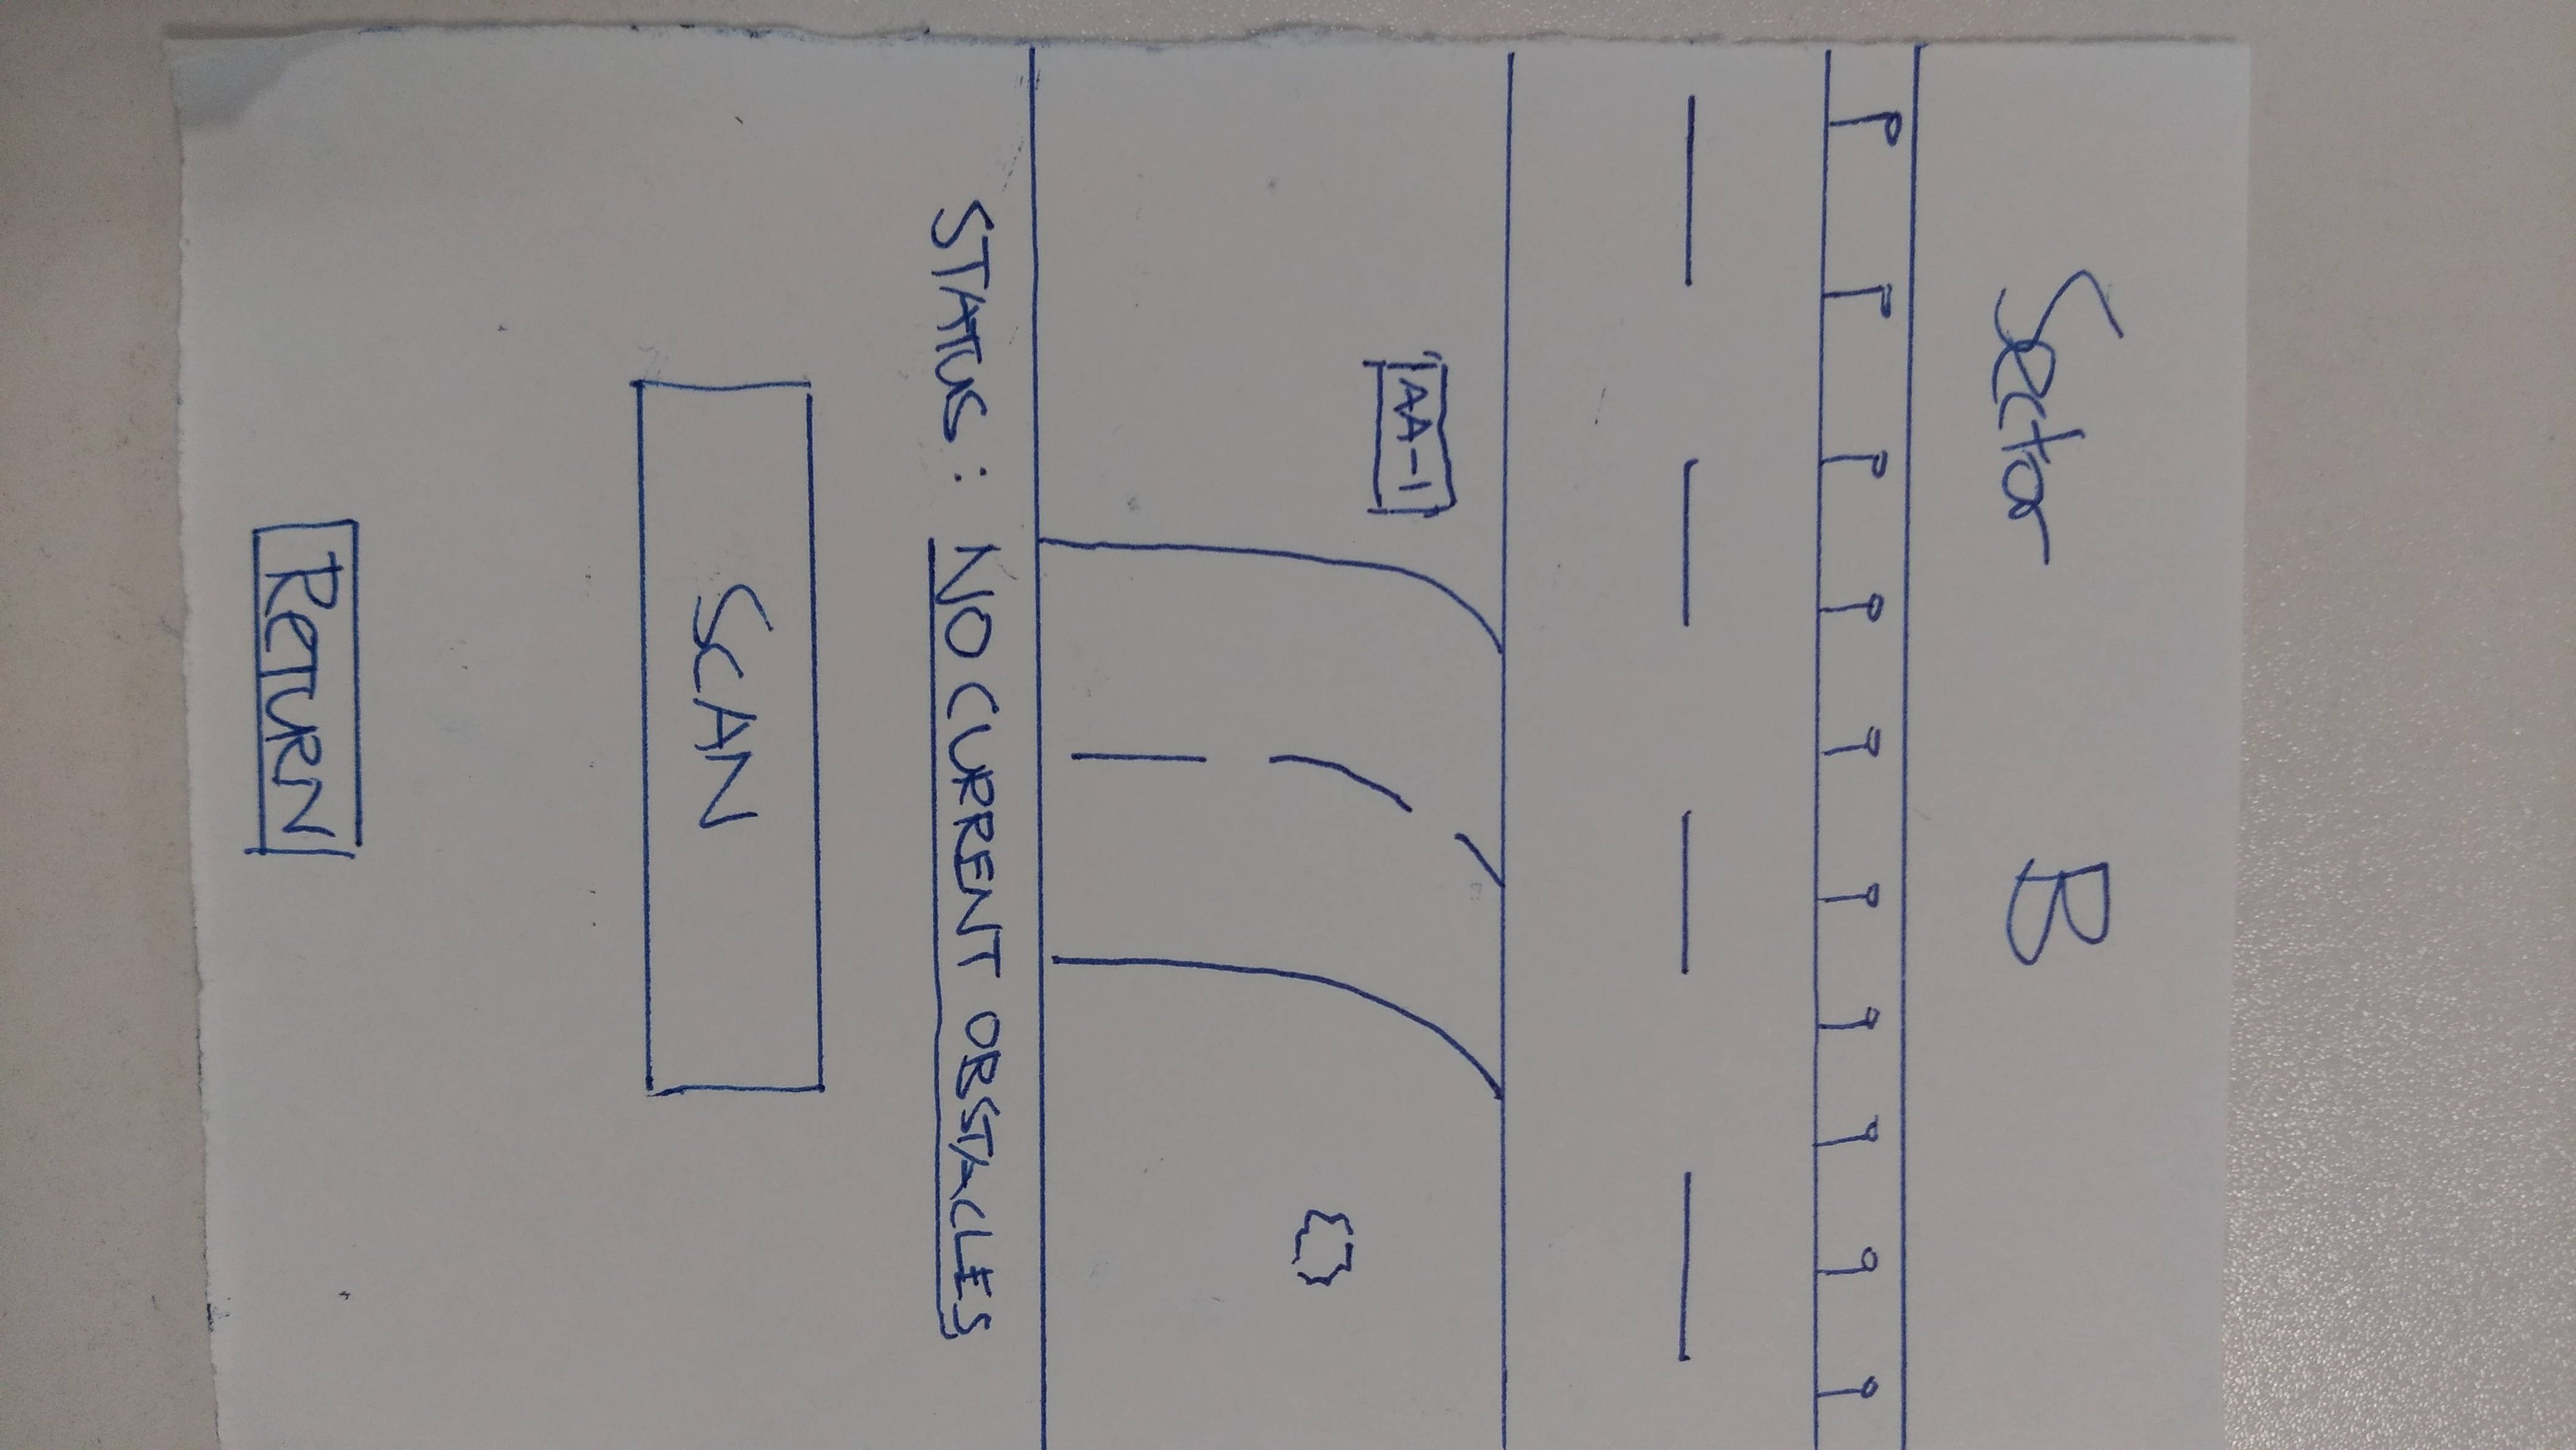 Sector B
AA-1
STATUS: NO CURRENT OBSTACLES
SCAN
RETURN